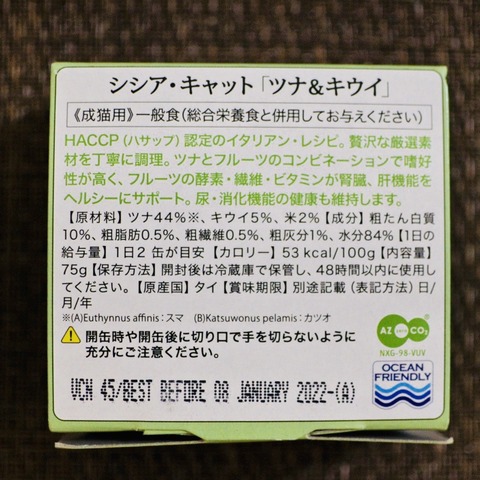 シシア・キャット「ツナ&キウイ」
《成猫用》一般食(総合栄養食と併用してお与えください)
HACCP(ハサップ)認定のイタリアン・レシピ。贅沢な厳選素
材を丁寧に調理。ツナとフルーツのコンビネーションで嗜好
性が高く、フルーツの酵素・繊維・ビタミンが腎臓、肝機能を
ヘルシーにサポート。尿・消化機能の健康も維持します。
【原材料】ツナ44%※、キウイ5%、米2%【成分】粗たん白質
10%、粗脂肪0.5%、粗繊維0.5%、粗灰分1%、水分84%【1日の
給与量】1日2 缶が目安【カロリー】53 kcal/100g【内容量】
75g【保存方法】開封後は冷蔵庫で保管し、48時間以内に使用し
てください。【原産国】タイ【賞味期限】別途記載(表記方法)日/
月/年
※(A)Euthynnus affinis:スマ (B)Katsuwonus pelamis:カツオ
開缶時や開缶後に切り口で手を切らないように
充分にご注意ください。
AZ zero CO₂
NXG-98-VUV
VCN 45/BEST BEFORE 08 JANUARY 2022-(A)
OCEAN
FRIENDLY